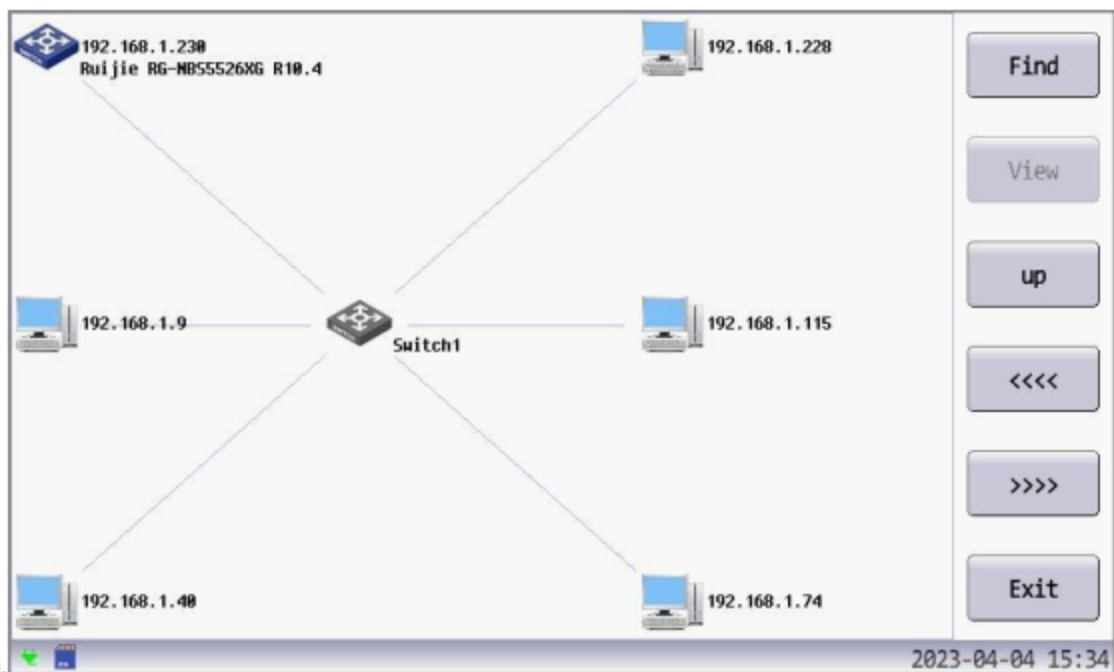 192.168.1.230
Ruijie RG-NBS5526XG R10.4
192.168.1.228
192.168.1.9
Switch1
192.168.1.115
192.168.1.40
192.168.1.74
Find
View
up
<<<<
>>>>
Exit
2023-04-04 15:34